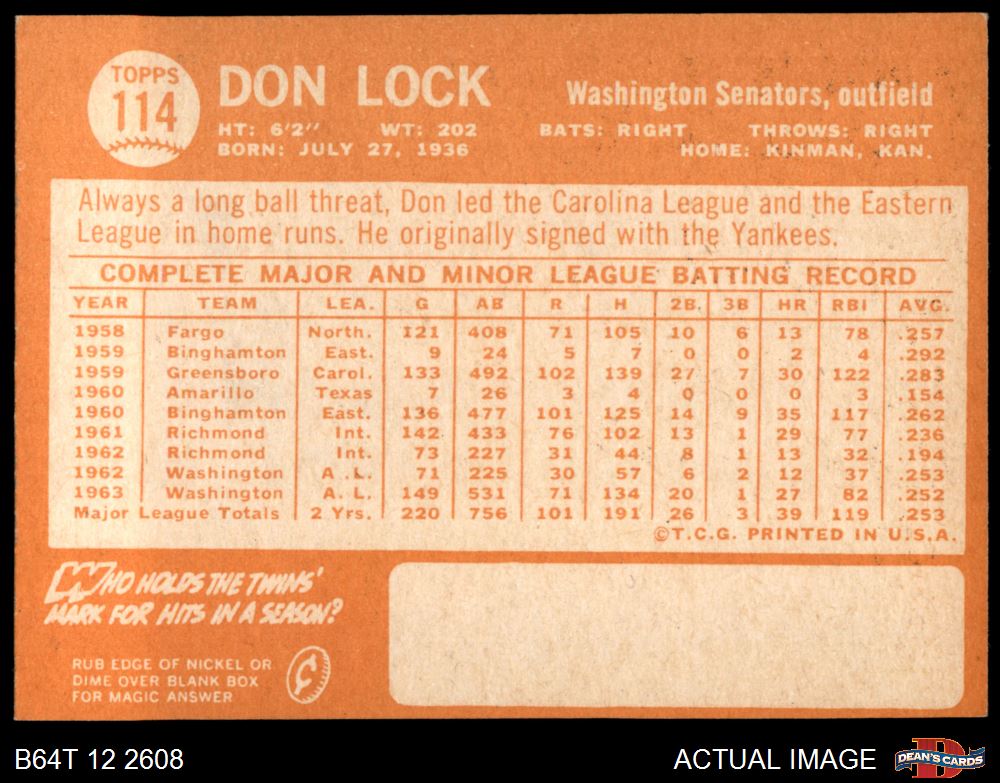 TOPPS
114
DON LOCK
Washington Senators, outfield
HT: 6'2" WT: 202 BATS: RIGHT THROWS: RIGHT
BORN: JULY 27, 1936 HOME: KINMAN, KAN.
Always a long ball threat, Don led the Carolina League and the Eastern
League in home runs. He originally signed with the Yankees.
COMPLETE MAJOR AND MINOR LEAGUE BATTING RECORD
YEAR TEAM LEA. G AB R H 2B. 3B HR RBI AVG.
1958 Fargo North. 121 408 71 105 10 6 13 78 .257
1959 Binghamton East. 9 24 5 7 0 0 2 4 .292
1959 Greensboro Carol. 133 492 102 139 27 7 30 122 .283
1960 Amarillo Texas 7 26 3 4 0 0 0 3 .154
1960 Binghamton East. 136 477 101 125 14 9 35 117 .262
1961 Richmond Int. 142 433 76 102 13 1 29 77 .236
1962 Richmond Int. 73 227 31 44 8 1 13 32 .194
1962 Washington A .L. 71 225 30 57 6 2 12 37 .253
1963 Washington A. L. 149 531 71 134 20 1 27 82 .252
Major League Totals 2 Yrs. 220 756 101 191 26 3 39 119 .253
©T.C.G. PRINTED IN U.S.A.
WHO HOLDS THE TWINS'
MARK FOR HITS IN A SEASON?
RUB EDGE OF NICKEL OR
DIME OVER BLANK BOX
FOR MAGIC ANSWER
B64T 12 2608
ACTUAL IMAGE
D
DEAN'S CARDS